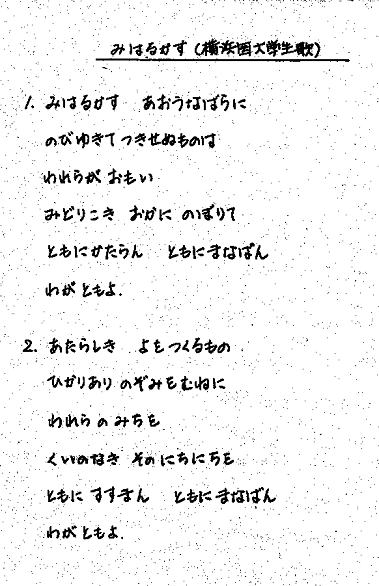 みはるかす (横浜国大学生歌)
1. みはるかす　あおうなばらに
のびゆきて つきせぬものは
われらが おもい
みどりこき おかに のぼりて
ともにかたらん　ともにまなばん
わが ともよ.
2. あたらしき　よを つくるもの
ひかりあり のぞみを むねに
われら の みちを
くいのなき そのにちにちを
ともに すすまん　ともに まなばん
わが ともよ.